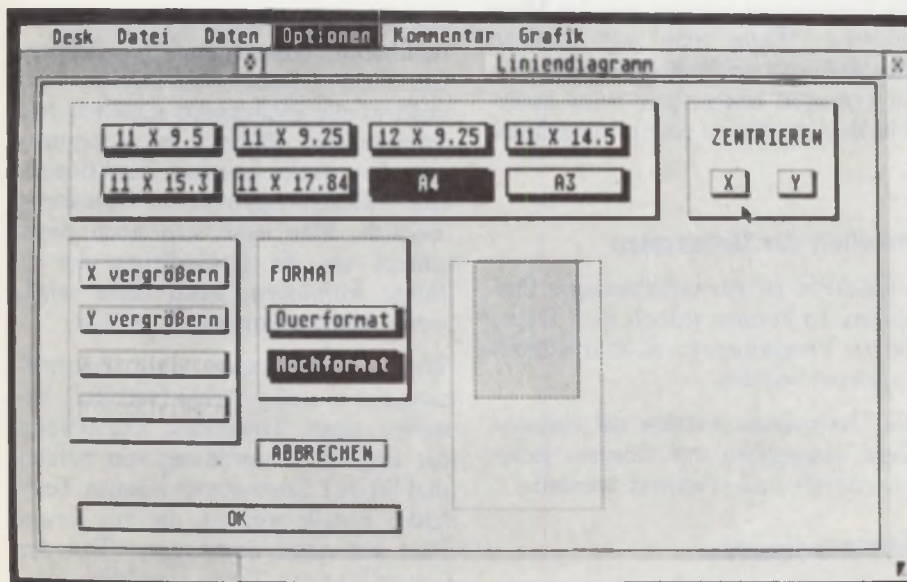 Desk Datei Daten Optionen Kommentar Grafik
Liniendiagramm
11 X 9.5 11 X 9.25 12 X 9.25 11 X 14.5
11 X 15.3 11 X 17.84 A4 A3
ZENTRIEREN
X Y
X vergrößern
Y vergrößern
FORMAT
Querformat
Hochformat
ABBRECHEN
OK